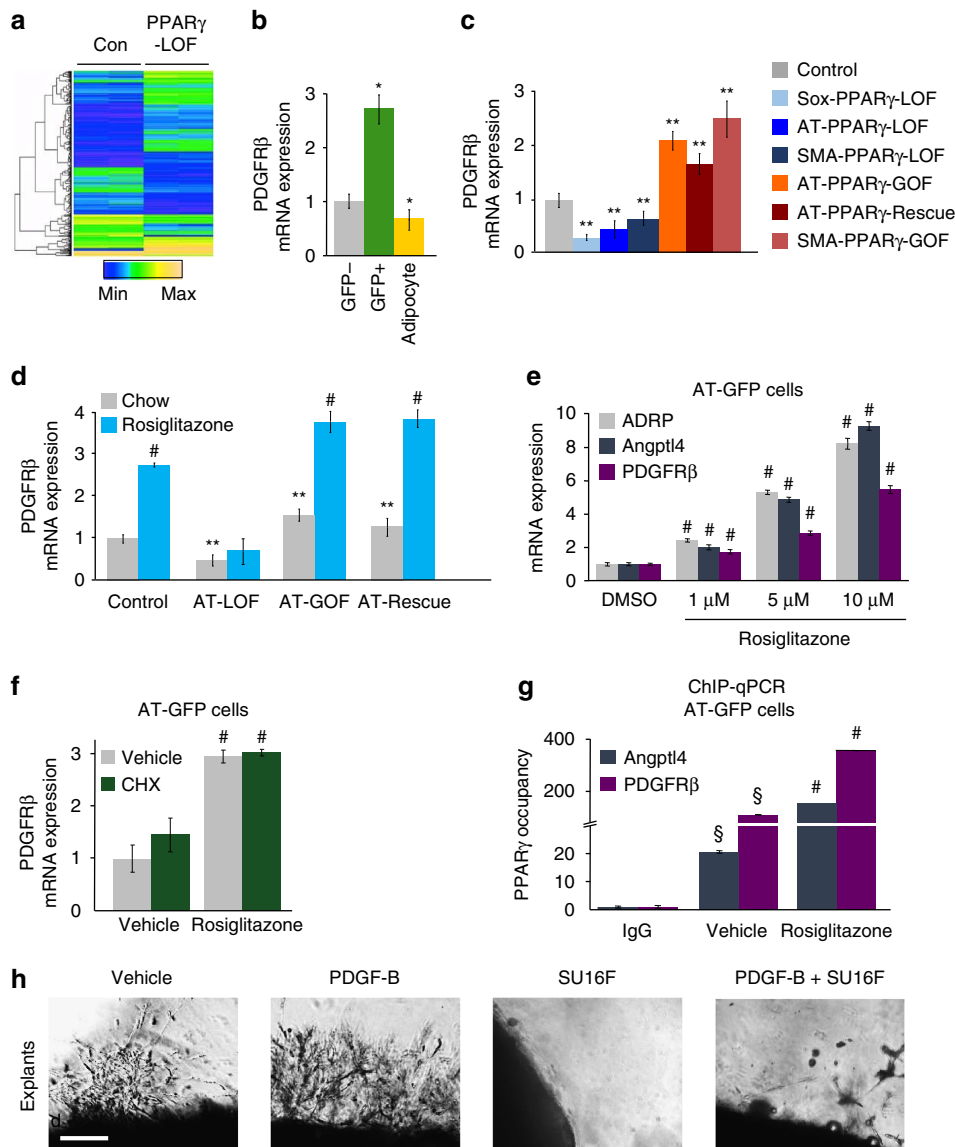 a
Con
PPARγ
-LOF
Min
Max
b
PDGFRβ
mRNA expression
3
2
1
0
*
*
GFP–
GFP+
Adipocyte
c
PDGFRβ
mRNA expression
3
2
1
0
**
**
**
**
**
**
Control
Sox-PPARγ-LOF
AT-PPARγ-LOF
SMA-PPARγ-LOF
AT-PPARγ-GOF
AT-PPARγ-Rescue
SMA-PPARγ-GOF
d
Chow
Rosiglitazone
PDGFRβ
mRNA expression
4
3
2
1
0
#
**
**
#
**
#
Control
AT-LOF
AT-GOF
AT-Rescue
e
AT-GFP cells
ADRP
Angptl4
PDGFRβ
mRNA expression
10
8
6
4
2
0
# # #
# # #
# # #
DMSO
1 μM
5 μM
10 μM
Rosiglitazone
f
AT-GFP cells
Vehicle
CHX
PDGFRβ
mRNA expression
3
2
1
0
# #
Vehicle
Rosiglitazone
g
ChIP-qPCR
AT-GFP cells
Angptl4
PDGFRβ
PPARγ occupancy
400
200
20
10
0
§
§
#
#
IgG
Vehicle
Rosiglitazone
h
Vehicle
PDGF-B
SU16F
PDGF-B + SU16F
Explants
d.